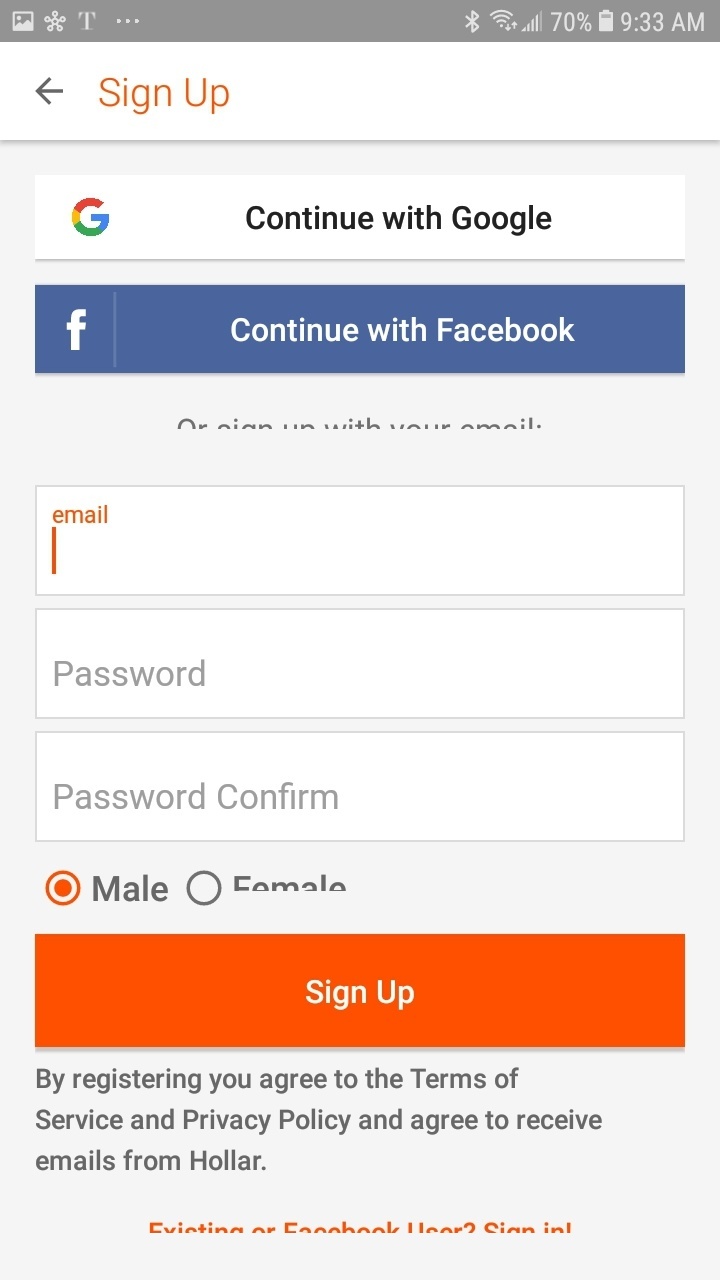 T ... 70% 9:33 AM
Sign Up
Continue with Google
f Continue with Facebook
Or sign up with your email:
email
Password
Password Confirm
Male Female
Sign Up
By registering you agree to the Terms of
Service and Privacy Policy and agree to receive
emails from Hollar.
Existing or Facebook User? Sign in!